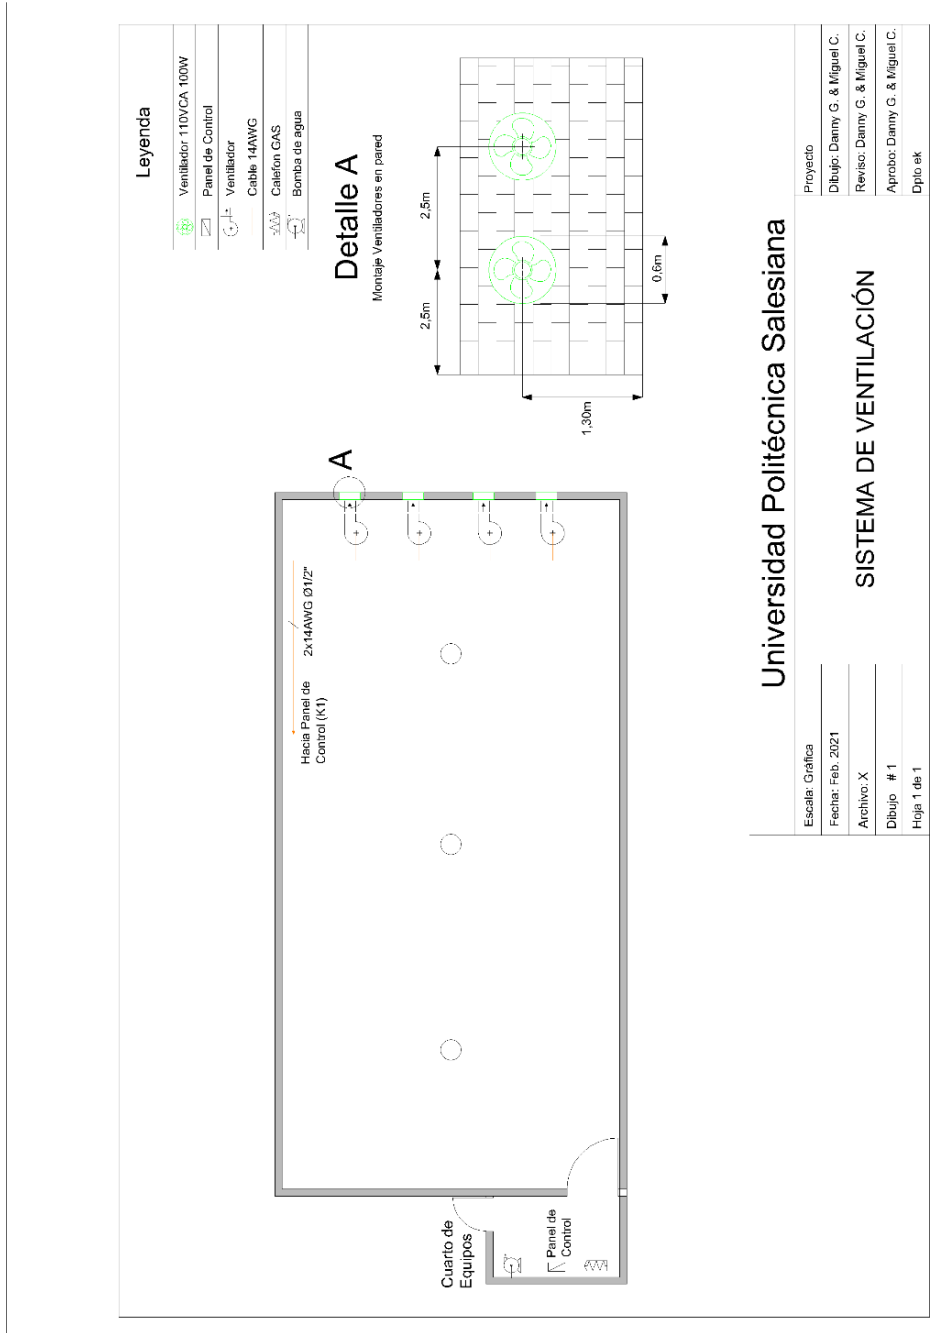 Leyenda
Ventilador 110VCA 100W
Panel de Control
Ventilador
Cable 14AWG
Calefon GAS
Bomba de agua
Detalle A
Montaje Ventiladores en pared
2,5m
2,5m
0,6m
1,30m
A
2x14AWG Ø1/2"
Hacia Panel de
Control (K1)
Cuarto de
Equipos
Panel de
Control
Universidad Politécnica Salesiana
Escala: Gráfica
Fecha: Feb. 2021
Archivo: X
Dibujo # 1
Hoja 1 de 1
SISTEMA DE VENTILACIÓN
Proyecto
Dibujo: Danny G. & Miguel C.
Reviso: Danny G. & Miguel C.
Aprobo: Danny G. & Miguel C.
Dpto ek